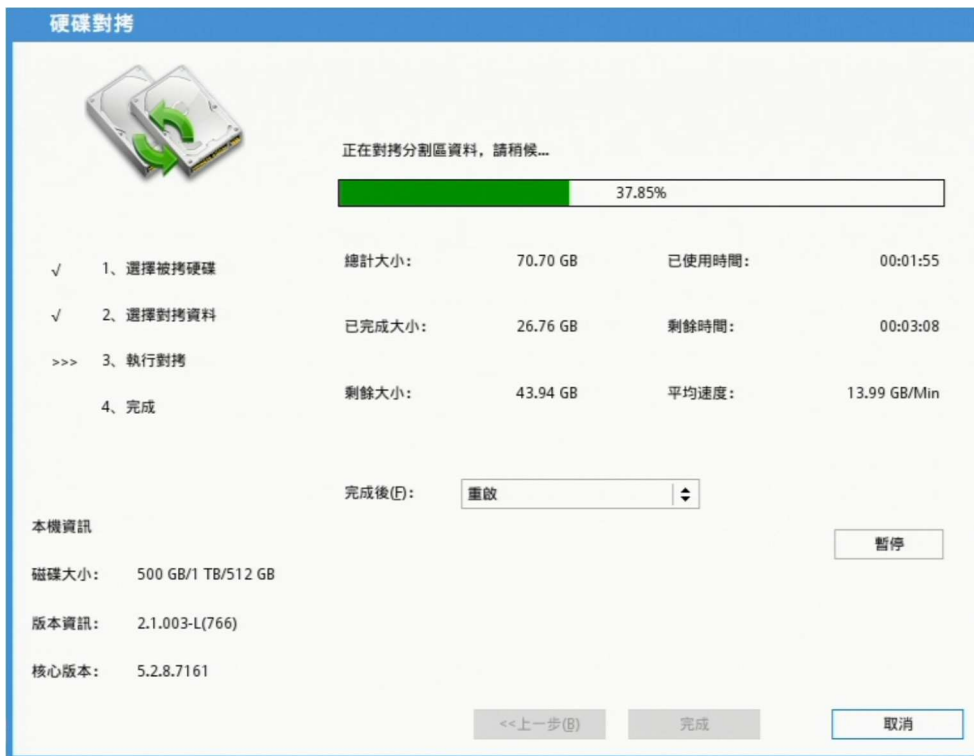 硬碟對拷
正在對拷分割區資料，請稍候...
37.85%
√ 1、選擇被拷硬碟
√ 2、選擇對拷資料
>>> 3、執行對拷
4、完成
總計大小： 70.70 GB 已使用時間： 00:01:55
已完成大小： 26.76 GB 剩餘時間： 00:03:08
剩餘大小： 43.94 GB 平均速度： 13.99 GB/Min
完成後(F)： 重啟
本機資訊
暫停
磁碟大小： 500 GB/1 TB/512 GB
版本資訊： 2.1.003-L(766)
核心版本： 5.2.8.7161
<<上一步(B) 完成 取消